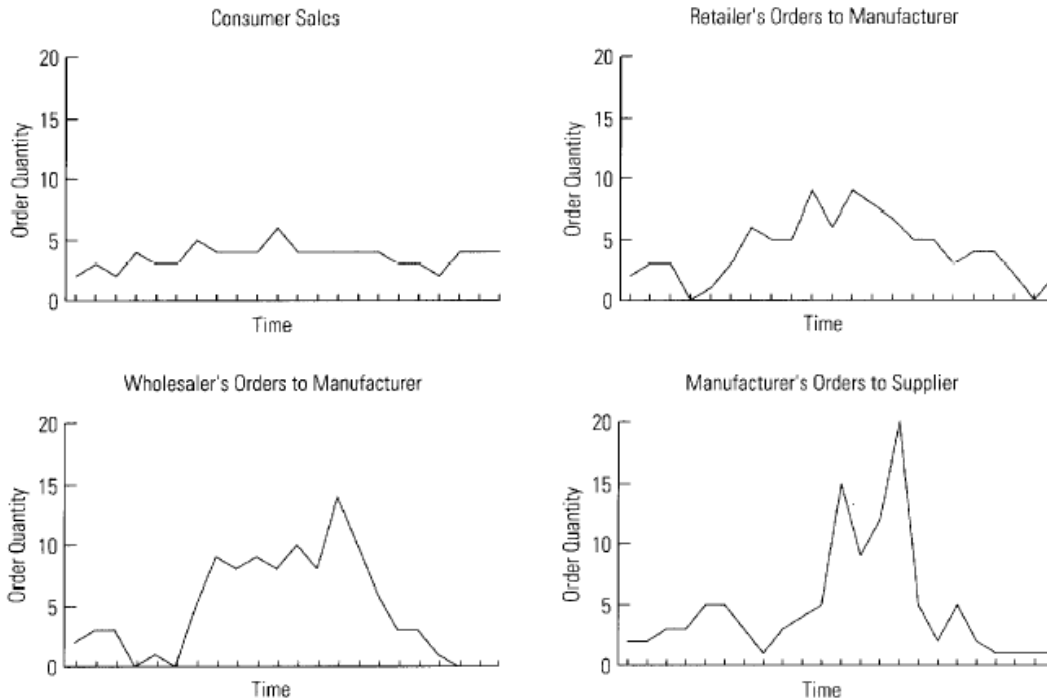 Consumer Sales
20
15
10
5
0
Order Quantity
Time
Retailer's Orders to Manufacturer
20
15
10
5
0
Order Quantity
Time
Wholesaler's Orders to Manufacturer
20
15
10
5
0
Order Quantity
Time
Manufacturer's Orders to Supplier
20
15
10
5
0
Order Quantity
Time